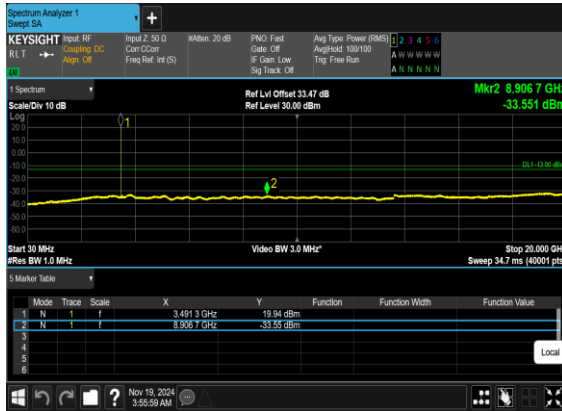 Spectrum Analyzer 1
Swept SA
+
KEYSIGHT
RLT
LXI
Input: RF
Coupling: DC
Align: Off
Input Z: 50 Ω
Corr CCorr
Freq Ref: Int (S)
#Atten: 20 dB
PNO: Fast
Gate: Off
IF Gain: Low
Sig Track: Off
Avg Type: Power (RMS)
Avg|Hold: 100/100
Trig: Free Run
1 2 3 4 5 6
A W W W W W
A N N N N N
1 Spectrum
Scale/Div 10 dB
Ref Lvl Offset 33.47 dB
Ref Level 30.00 dBm
Mkr2 8.906 7 GHz
-33.551 dBm
Log
20.0
10.0
0.00
-10.0
-20.0
-30.0
-40.0
-50.0
-60.0
1
2
DL1 -13.00 dBm
Start 30 MHz
#Res BW 1.0 MHz
Video BW 3.0 MHz*
Stop 20.000 GHz
Sweep 34.7 ms (40001 pts)
5 Marker Table
Mode Trace Scale X Y Function Function Width Function Value
1 N 1 f 3.491 3 GHz 19.94 dBm
2 N 1 f 8.906 7 GHz -33.55 dBm
3
4
5
6
Local
?
Nov 19, 2024
3:55:59 AM